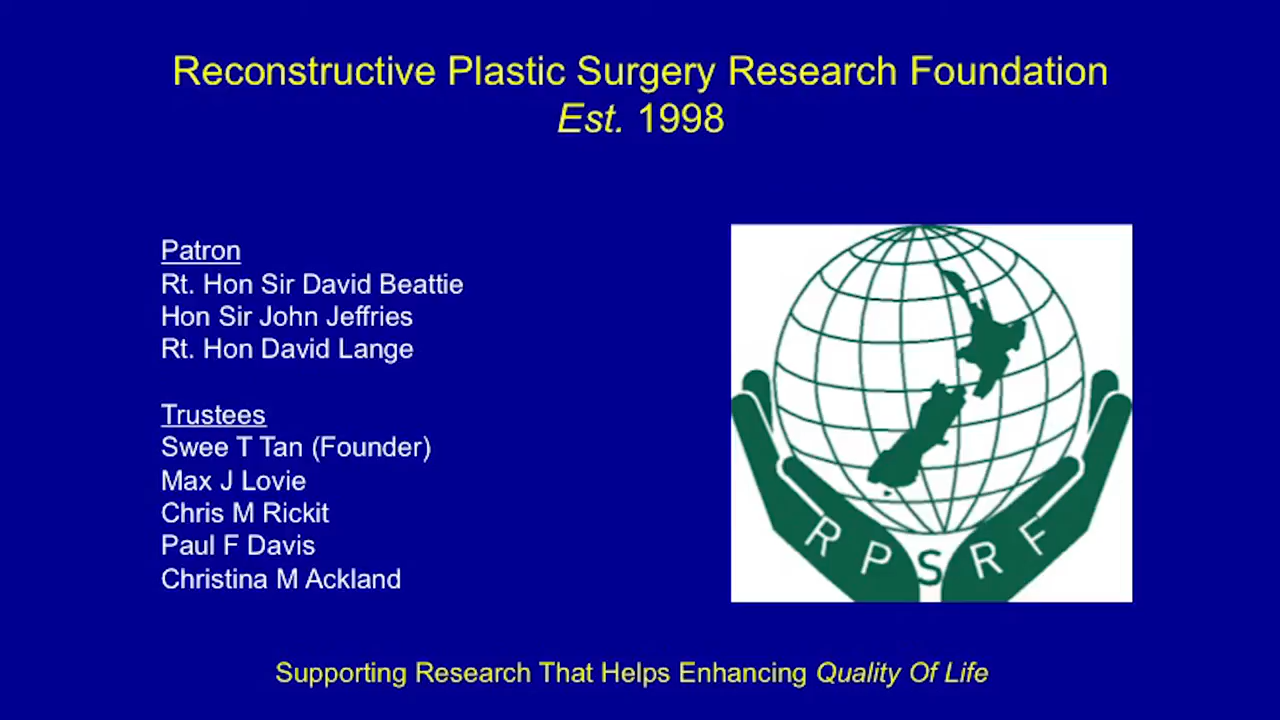 Reconstructive Plastic Surgery Research Foundation
Est. 1998
Patron
Rt. Hon Sir David Beattie
Hon Sir John Jeffries
Rt. Hon David Lange
Trustees
Swee T Tan (Founder)
Max J Lovie
Chris M Rickit
Paul F Davis
Christina M Ackland
RPSRF
Supporting Research That Helps Enhancing Quality Of Life